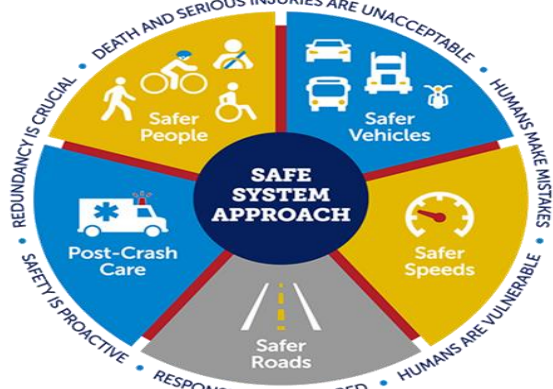 DEATH AND SERIOUS INJURIES ARE UNACCEPTABLE
HUMANS MAKE MISTAKES
HUMANS ARE VULNERABLE
SAFETY IS PROACTIVE
REDUNDANCY IS CRUCIAL
Safer
People
Safer
Vehicles
SAFE
SYSTEM
APPROACH
Post-Crash
Care
Safer
Speeds
Safer
Roads